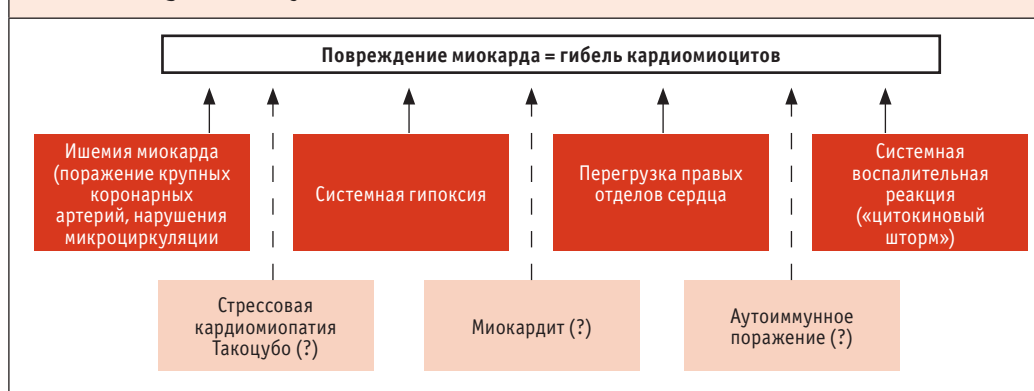 Повреждение миокарда = гибель кардиомиоцитов
Ишемия миокарда
(поражение крупных
коронарных
артерий, нарушения
микроциркуляции
Системная гипоксия
Перегрузка правых
отделов сердца
Системная
воспалительная
реакция
(«цитокиновый
шторм»)
Стрессовая
кардиомиопатия
Такоцубо (?)
Миокардит (?)
Аутоиммунное
поражение (?)